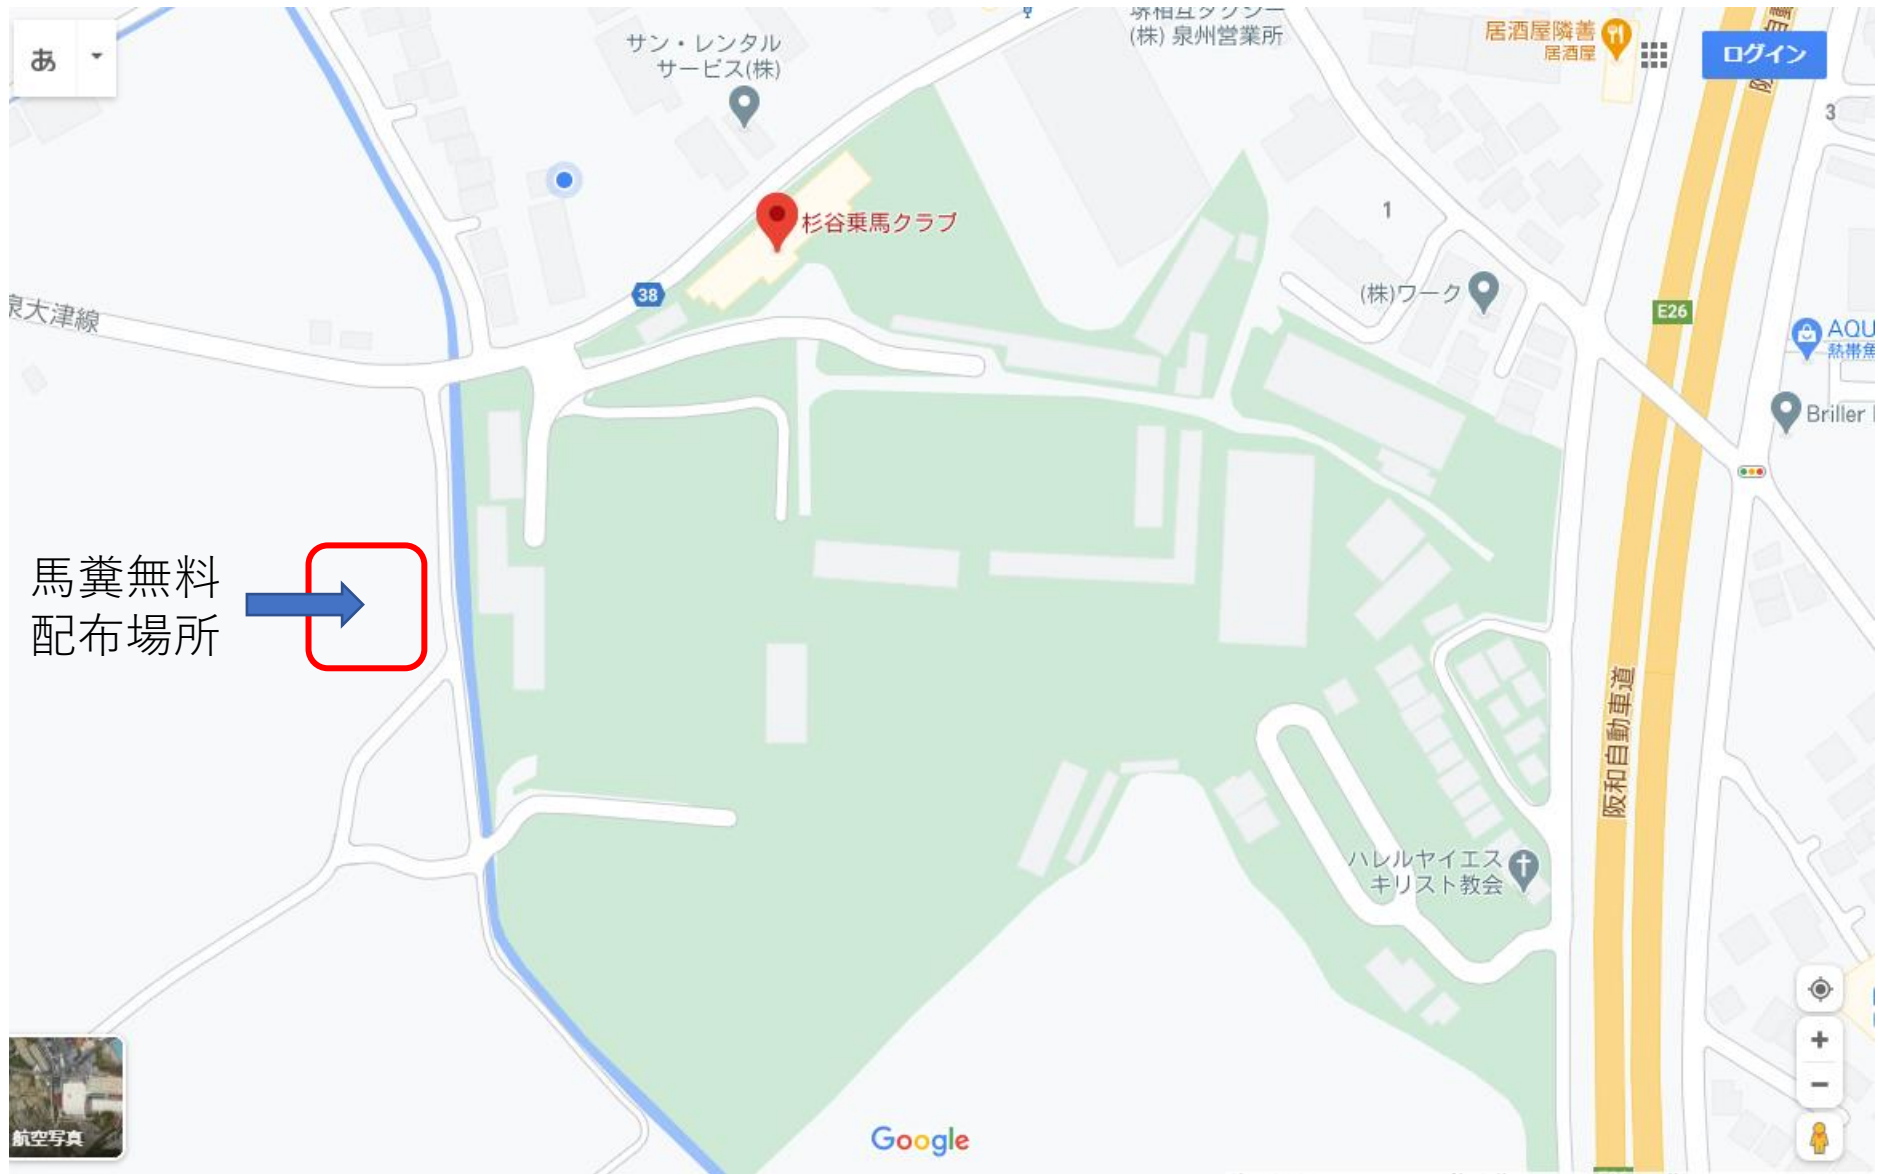 あ
サン・レンタル
サービス(株)
(株) 泉州営業所
居酒屋隣善
居酒屋
ログイン
3
杉谷乗馬クラブ
1
38
泉大津線
(株)ワーク
E26
AQU
熱帯魚
Briller
馬糞無料
配布場所
阪和自動車道
ハレルヤイエス
キリスト教会
航空写真
Google